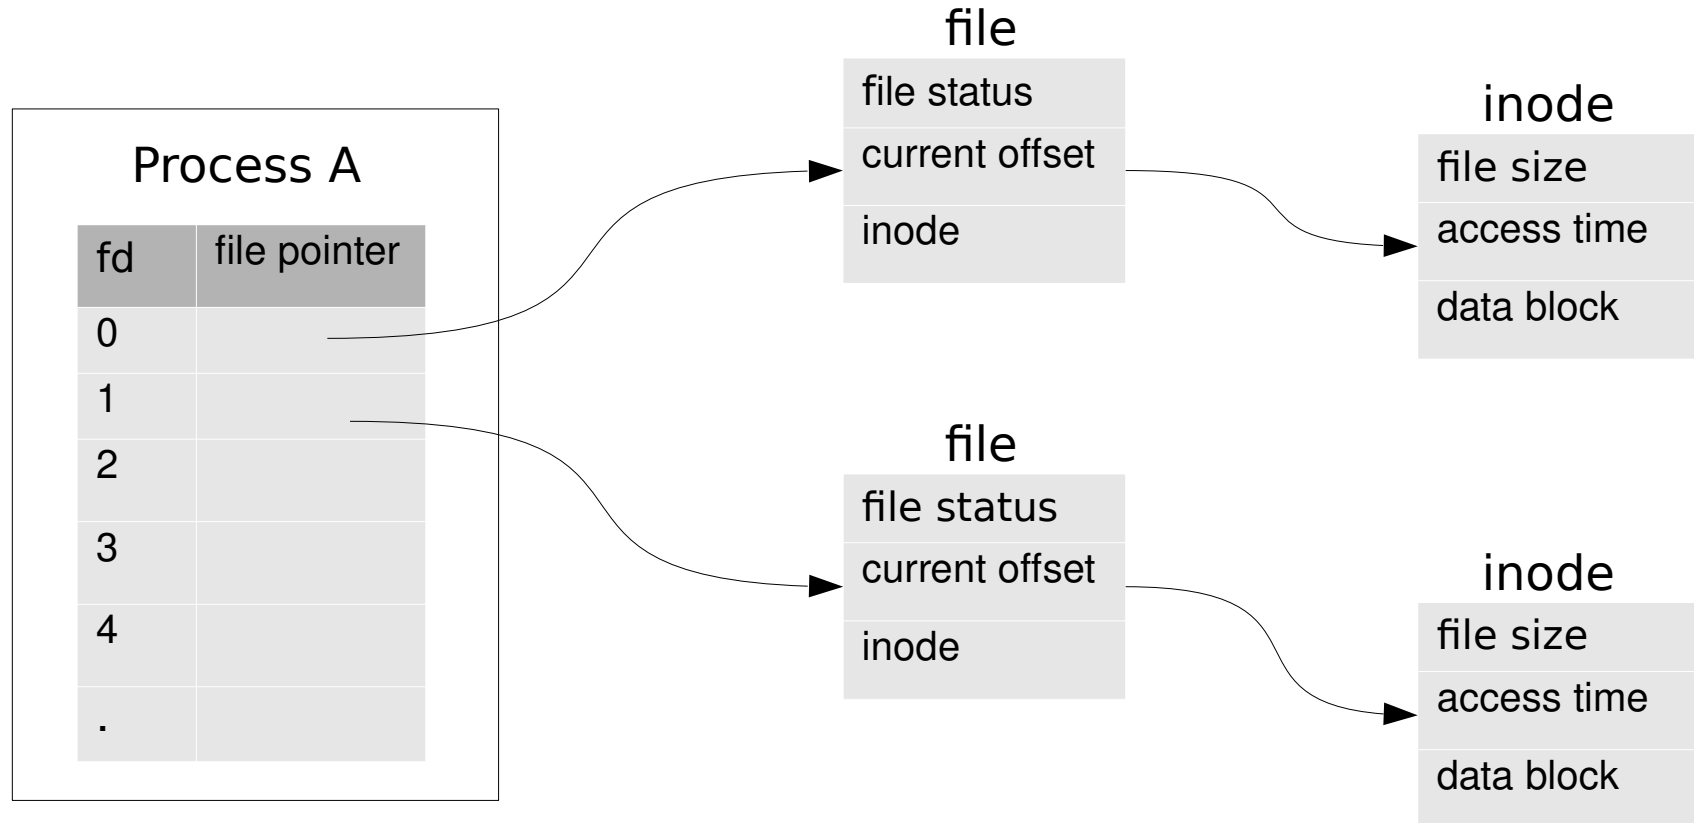 Process A
fd file pointer
0
1
2
3
4
.
file
file status
current offset
inode
inode
file size
access time
data block
file
file status
current offset
inode
inode
file size
access time
data block